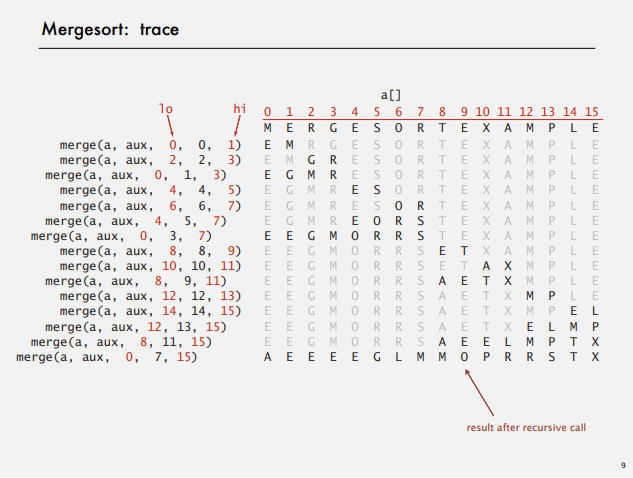 Mergesort: trace
a[]
lo hi 0 1 2 3 4 5 6 7 8 9 10 11 12 13 14 15
M E R G E S O R T E X A M P L E
merge(a, aux, 0, 0, 1) E M R G E S O R T E X A M P L E
merge(a, aux, 2, 2, 3) E M G R E S O R T E X A M P L E
merge(a, aux, 0, 1, 3) E G M R E S O R T E X A M P L E
merge(a, aux, 4, 4, 5) E G M R E S O R T E X A M P L E
merge(a, aux, 6, 6, 7) E G M R E S O R T E X A M P L E
merge(a, aux, 4, 5, 7) E G M R E O R S T E X A M P L E
merge(a, aux, 0, 3, 7) E E G M O R R S T E X A M P L E
merge(a, aux, 8, 8, 9) E E G M O R R S E T X A M P L E
merge(a, aux, 10, 10, 11) E E G M O R R S E T A X M P L E
merge(a, aux, 8, 9, 11) E E G M O R R S A E T X M P L E
merge(a, aux, 12, 12, 13) E E G M O R R S A E T X M P L E
merge(a, aux, 14, 14, 15) E E G M O R R S A E T X M P E L
merge(a, aux, 12, 13, 15) E E G M O R R S A E T X E L M P
merge(a, aux, 8, 11, 15) E E G M O R R S A E E L M P T X
merge(a, aux, 0, 7, 15) A E E E E G L M M O P R R S T X
result after recursive call
9